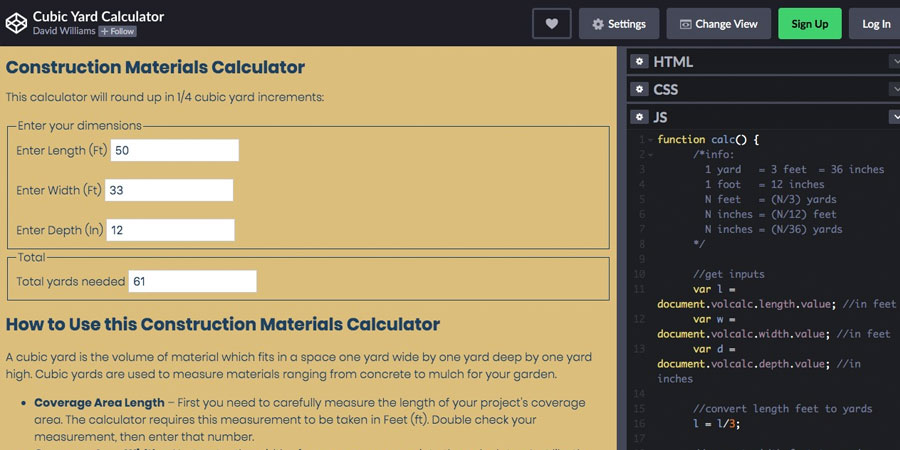 Cubic Yard Calculator
David Williams + Follow
Settings
Change View
Sign Up
Log In
Construction Materials Calculator
This calculator will round up in 1/4 cubic yard increments:
Enter your dimensions
Enter Length (Ft) 50
Enter Width (Ft) 33
Enter Depth (In) 12
Total
Total yards needed 61
How to Use this Construction Materials Calculator
A cubic yard is the volume of material which fits in a space one yard wide by one yard deep by one yard
high. Cubic yards are used to measure materials ranging from concrete to mulch for your garden.
• Coverage Area Length – First you need to carefully measure the length of your project's coverage
area. The calculator requires this measurement to be taken in Feet (ft). Double check your
measurement, then enter that number.
HTML
CSS
JS
1 function calc() {
2 /*info:
3 1 yard = 3 feet = 36 inches
4 1 foot = 12 inches
5 N feet = (N/3) yards
6 N inches = (N/12) feet
7 N inches = (N/36) yards
8 */
9
10 //get inputs
11 var l =
document.volcalc.length.value; //in feet
12 var w =
document.volcalc.width.value; //in feet
13 var d =
document.volcalc.depth.value; //in
inches
14
15 //convert length feet to yards
16 l = l/3;
17